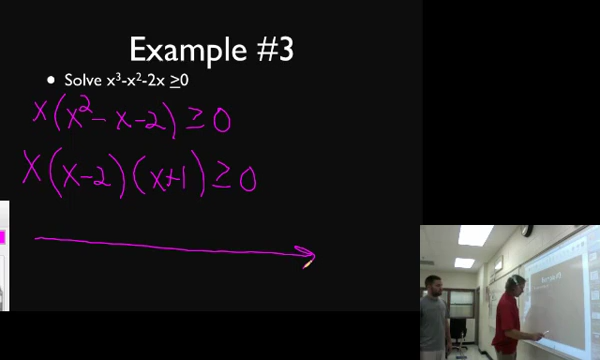 Example #3
• Solve x³-x²-2x ≥0
x(x²-x-2)≥0
x(x-2)(x+1)≥0